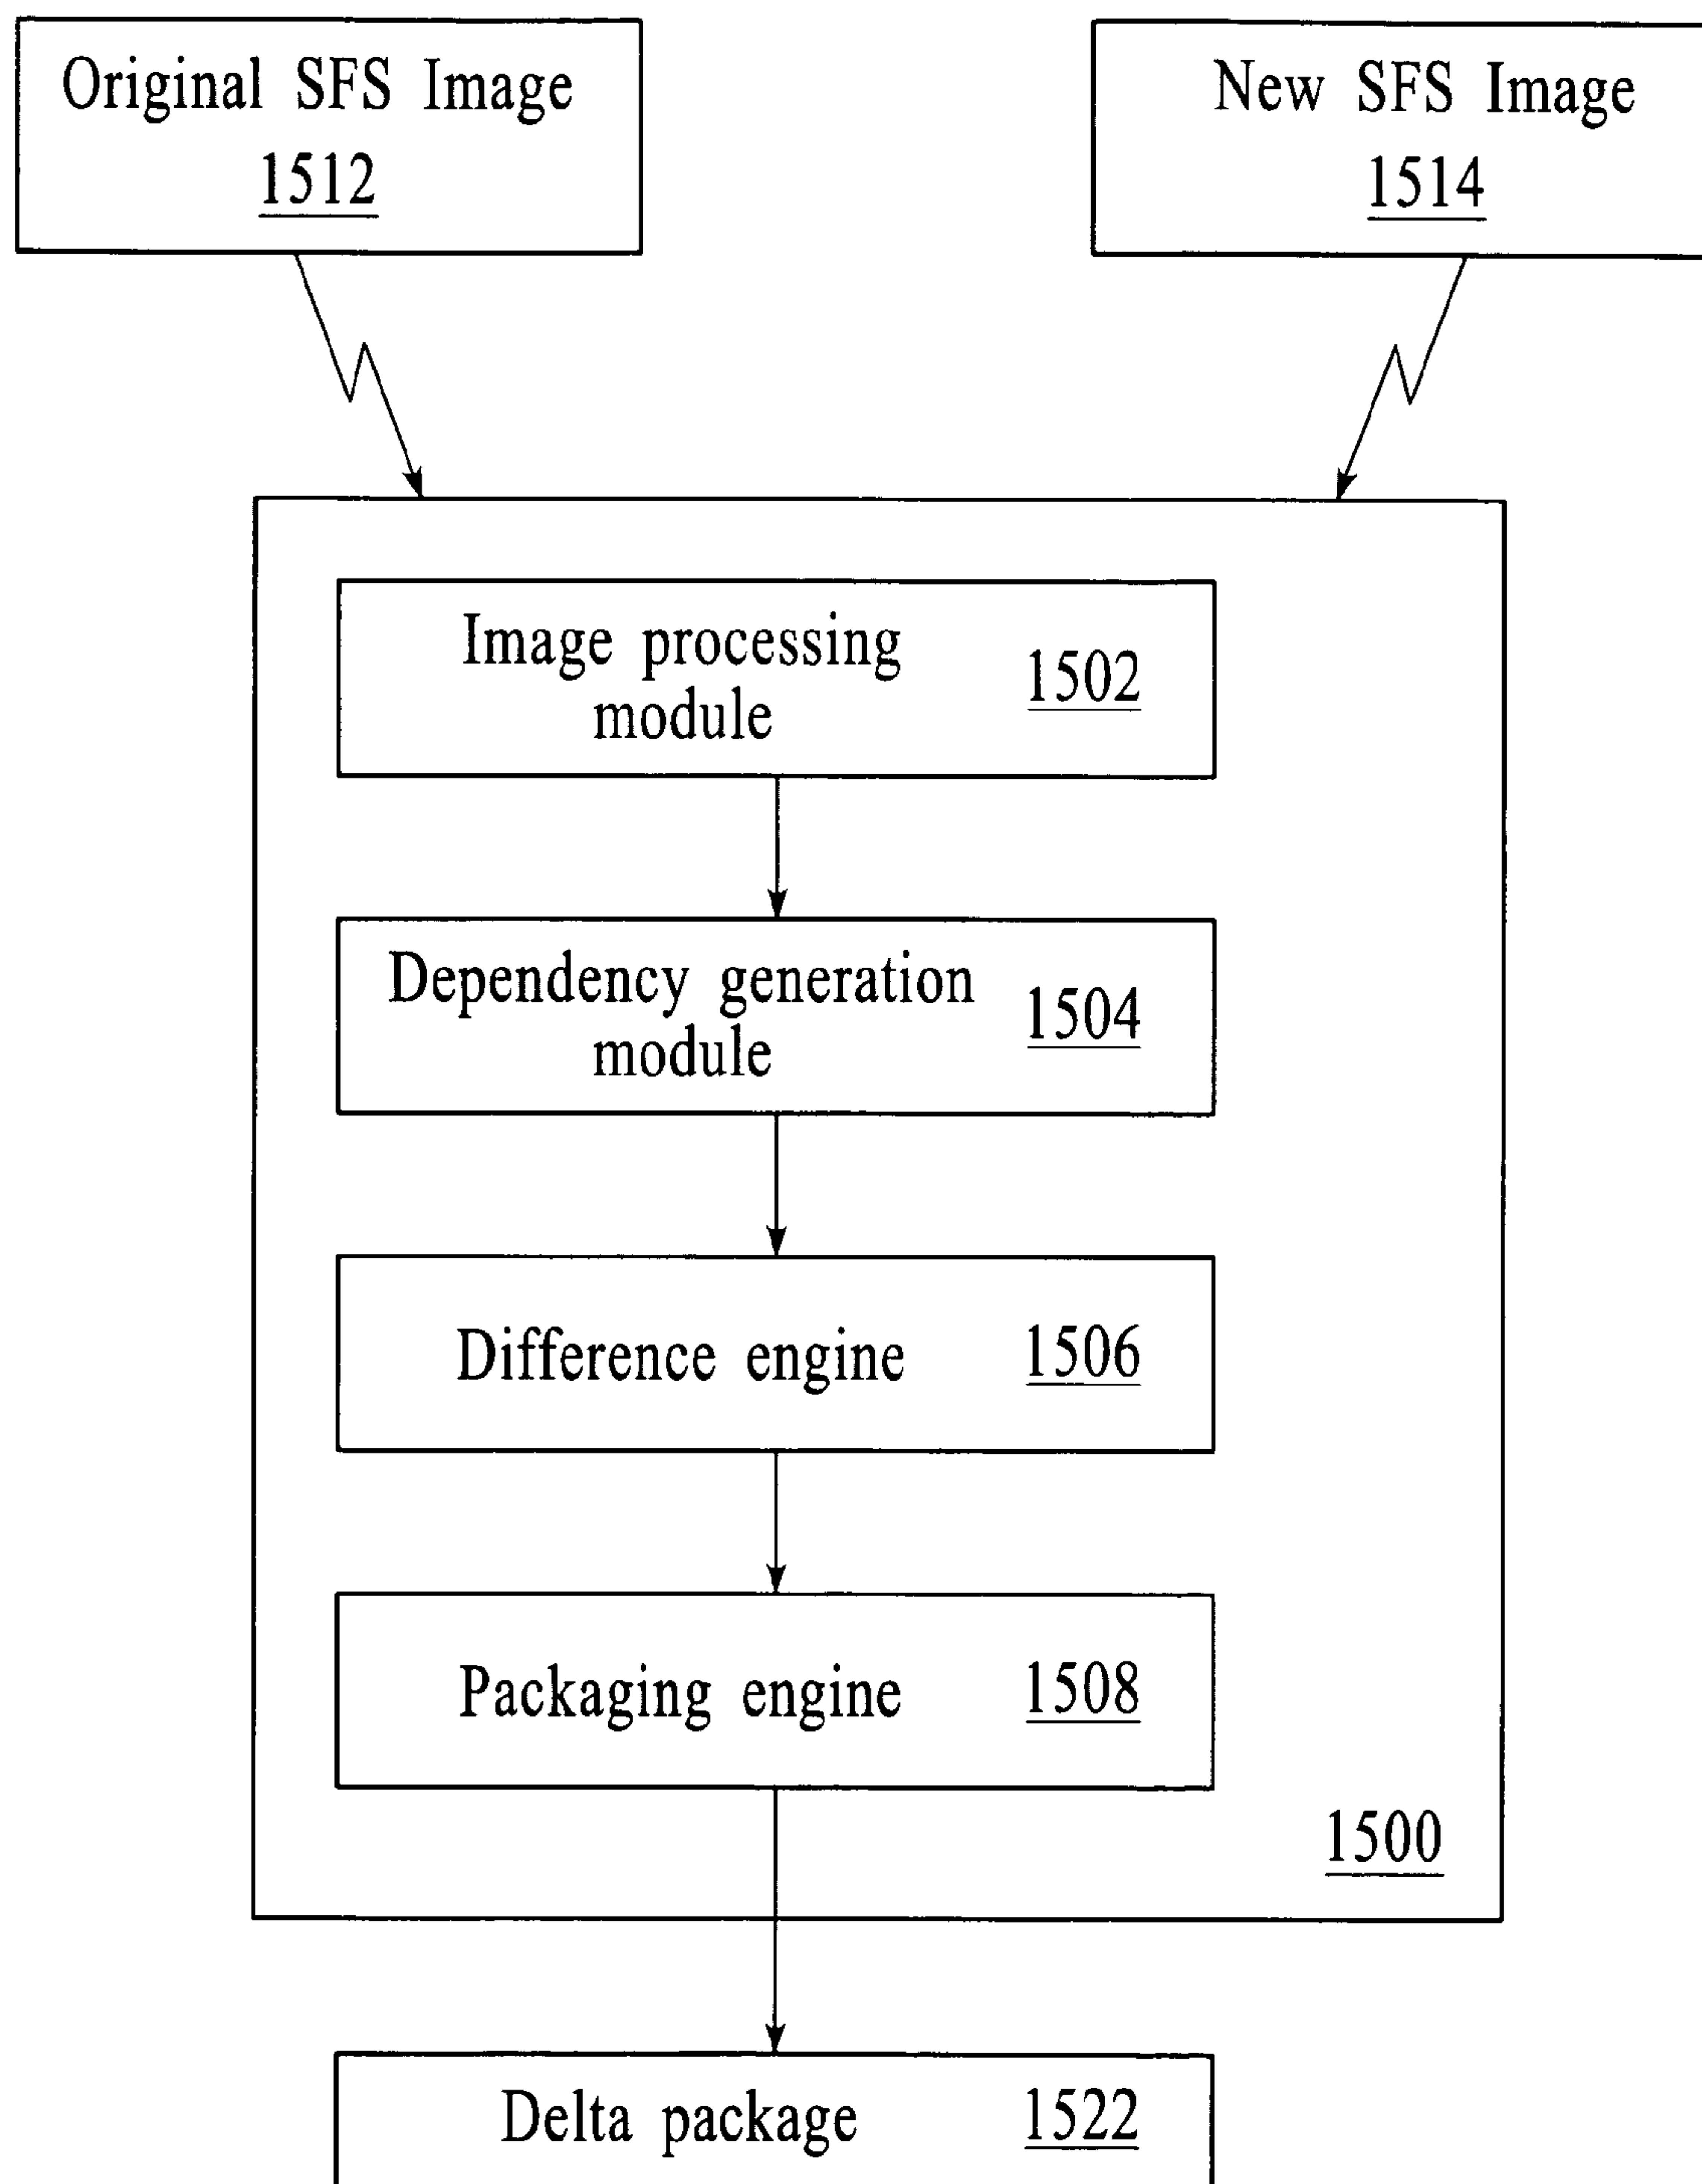 Original SFS Image
1512
New SFS Image
1514
Image processing
module
1502
Dependency generation
module
1504
Difference engine 1506
Packaging engine 1508
1500
Delta package 1522